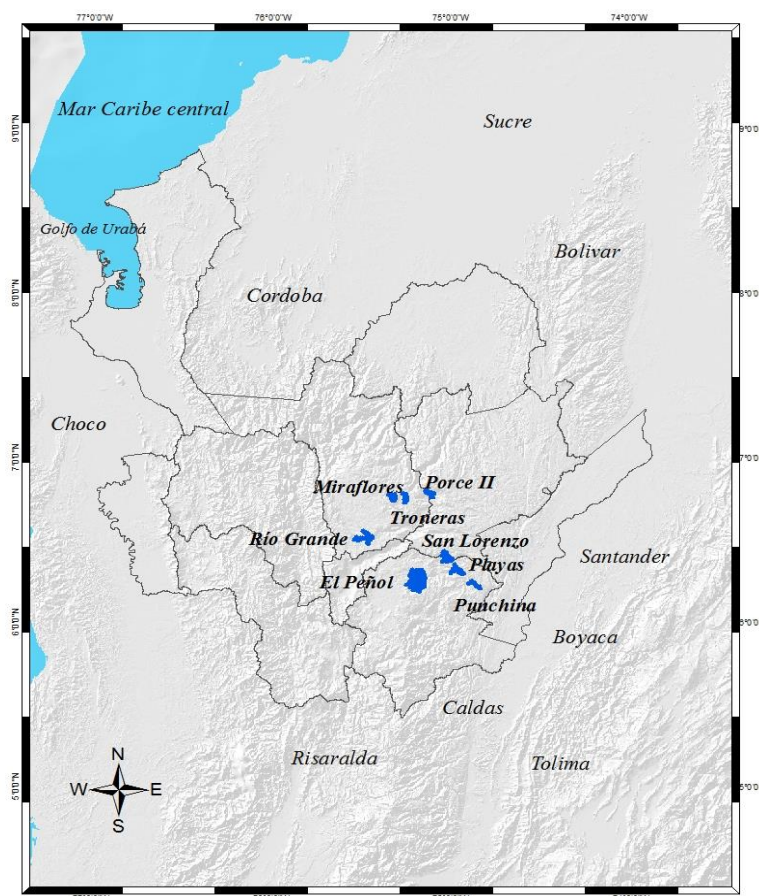 77°0'0"W 76°0'0"W 75°0'0"W 74°0'0"W
Mar Caribe central
9°0'0"N
Sucre
9°0'0"N
Golfo de Urabá
Bolivar
8°0'0"N
Cordoba
8°0'0"N
Choco
7°0'0"N
7°0'0"N
Miraflores
Porce II
Troneras
Río Grande
San Lorenzo
Santander
Playas
El Peñol
Punchina
6°0'0"N
6°0'0"N
Boyaca
Caldas
Risaralda
Tolima
N
W E
S
5°0'0"N
5°0'0"N